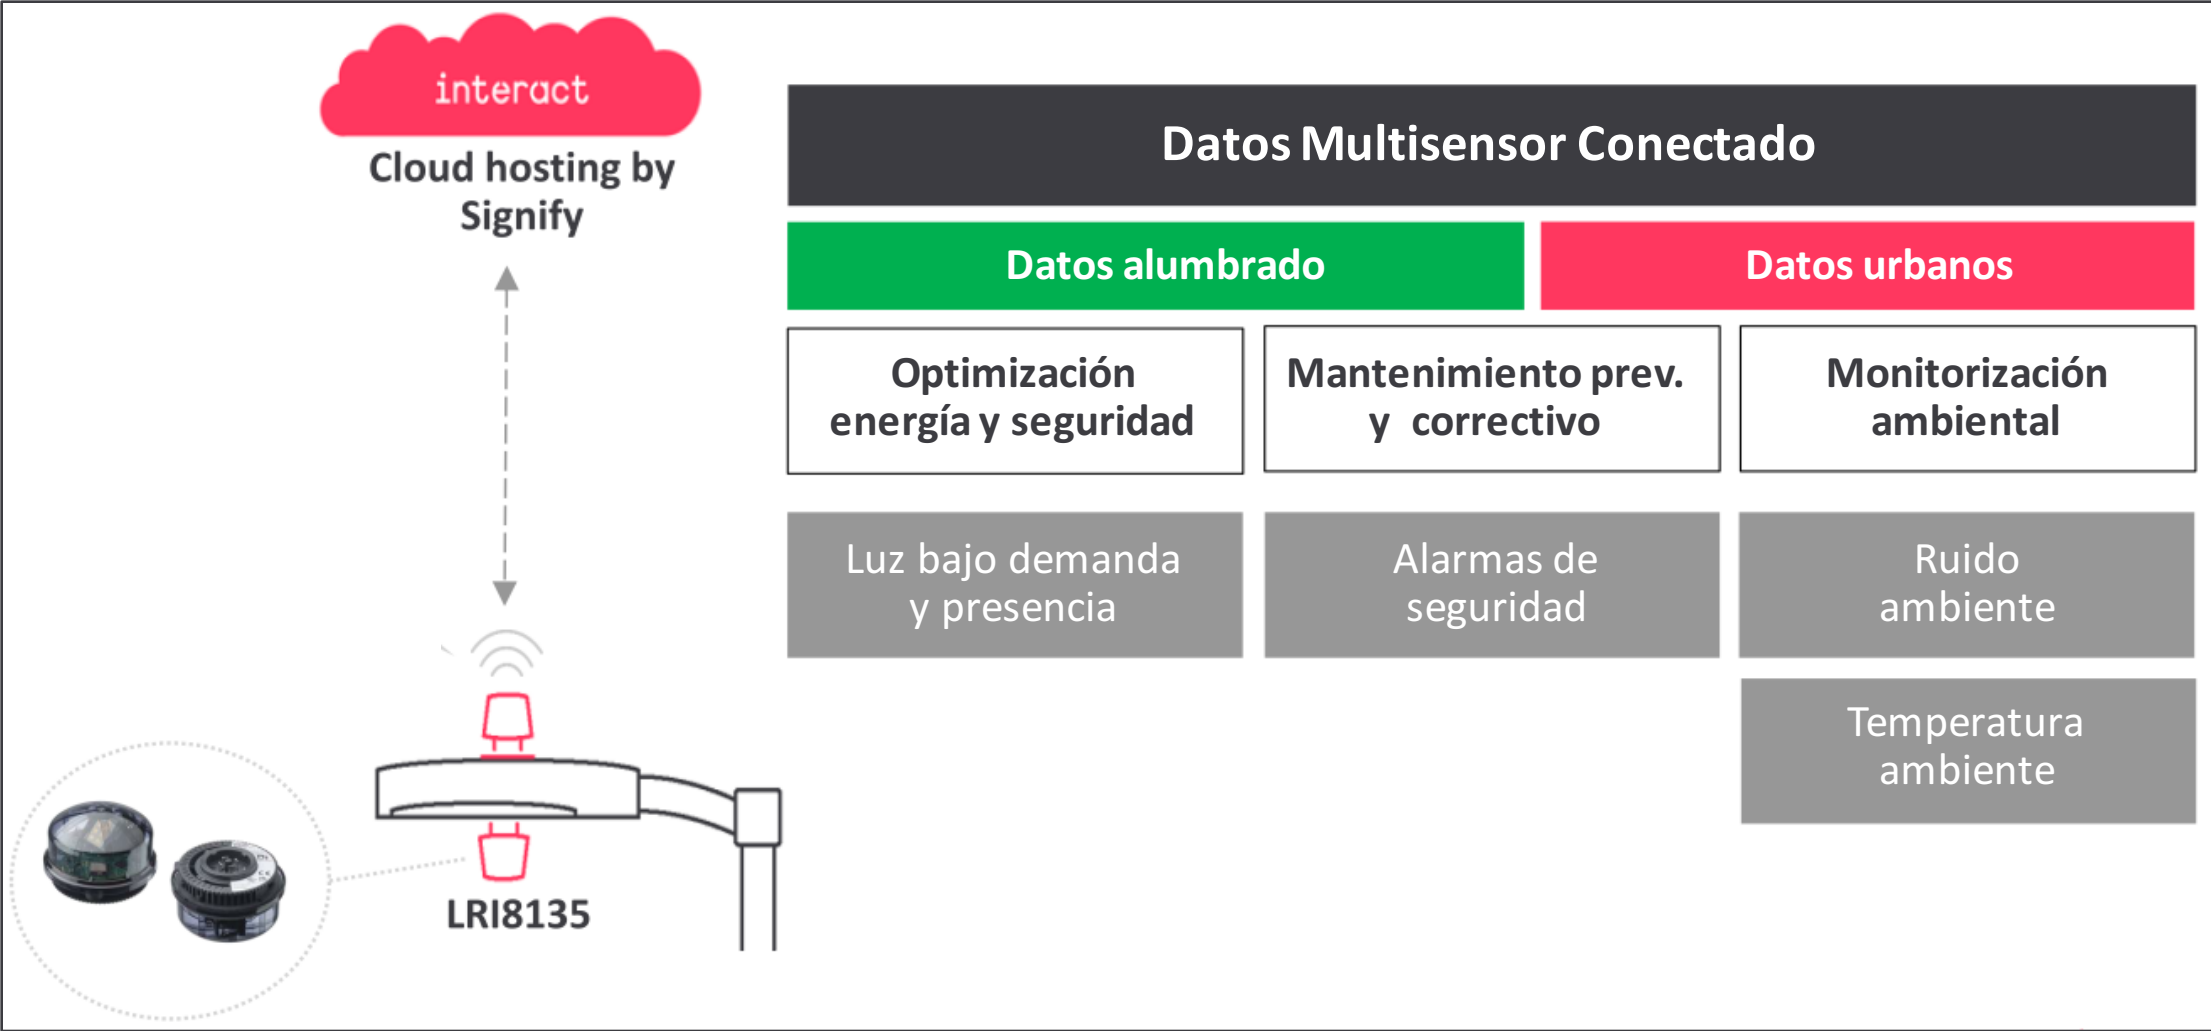 interact
Cloud hosting by
Signify
LRI8135
Datos Multisensor Conectado
Datos alumbrado
Datos urbanos
Optimización
energía y seguridad
Mantenimiento prev.
y correctivo
Monitorización
ambiental
Luz bajo demanda
y presencia
Alarmas de
seguridad
Ruido
ambiente
Temperatura
ambiente